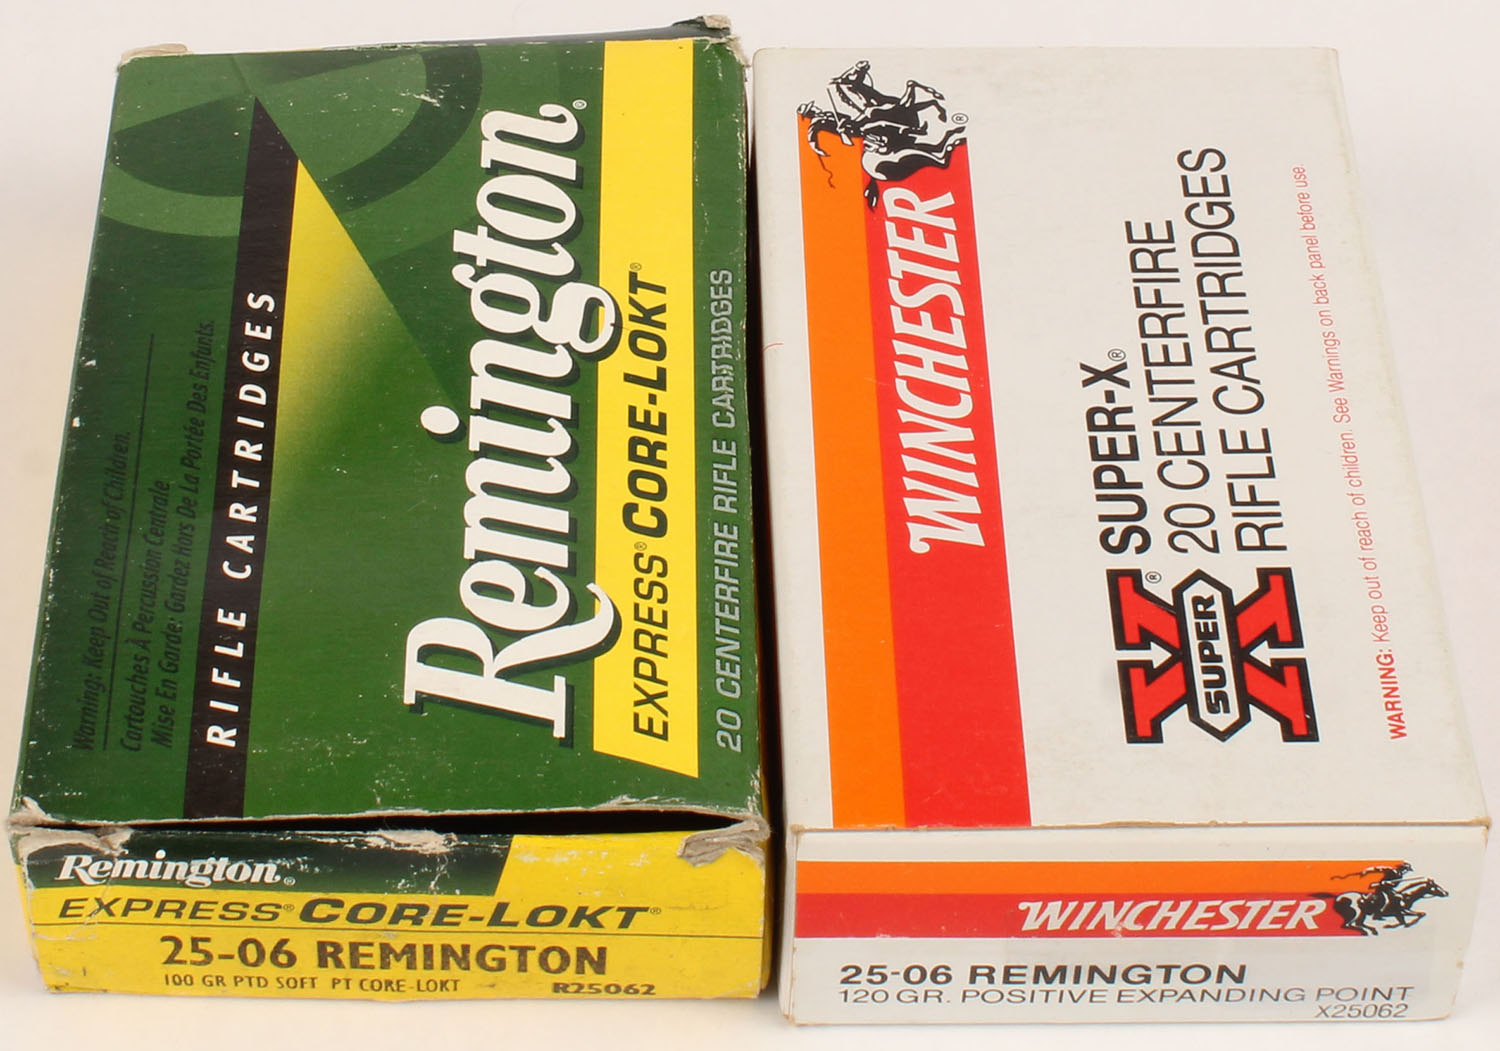 Warning: Keep Out of Reach of Children.
Cartouches À Percussion Centrale
Mise En Garde: Gardez Hors De La Portée Des Enfants.
RIFLE CARTRIDGES
Remington®
EXPRESS® CORE-LOKT®
20 CENTERFIRE RIFLE CARTRIDGES
Remington®
EXPRESS® CORE-LOKT®
25-06 REMINGTON
100 GR PTD SOFT PT CORE-LOKT R25062
®
WINCHESTER
SUPER
®
SUPER-X®
20 CENTERFIRE
RIFLE CARTRIDGES
WARNING: Keep out of reach of children. See Warnings on back panel before use.
WINCHESTER
25-06 REMINGTON
120 GR. POSITIVE EXPANDING POINT
X25062